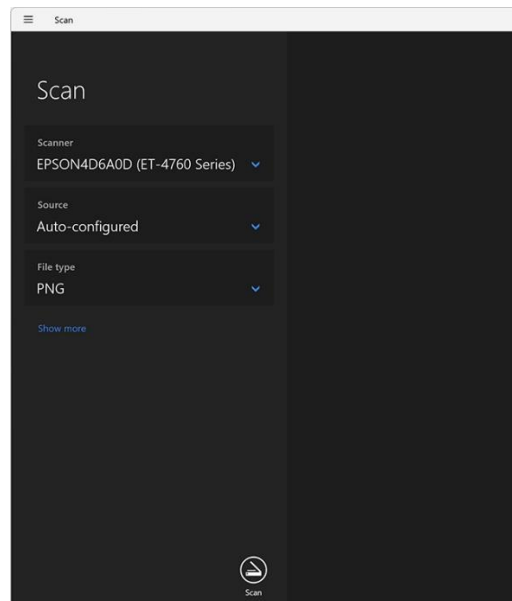 Scan
Scan
Scanner
EPSON4D6A0D (ET-4760 Series)
Source
Auto-configured
File type
PNG
Show more
Scan